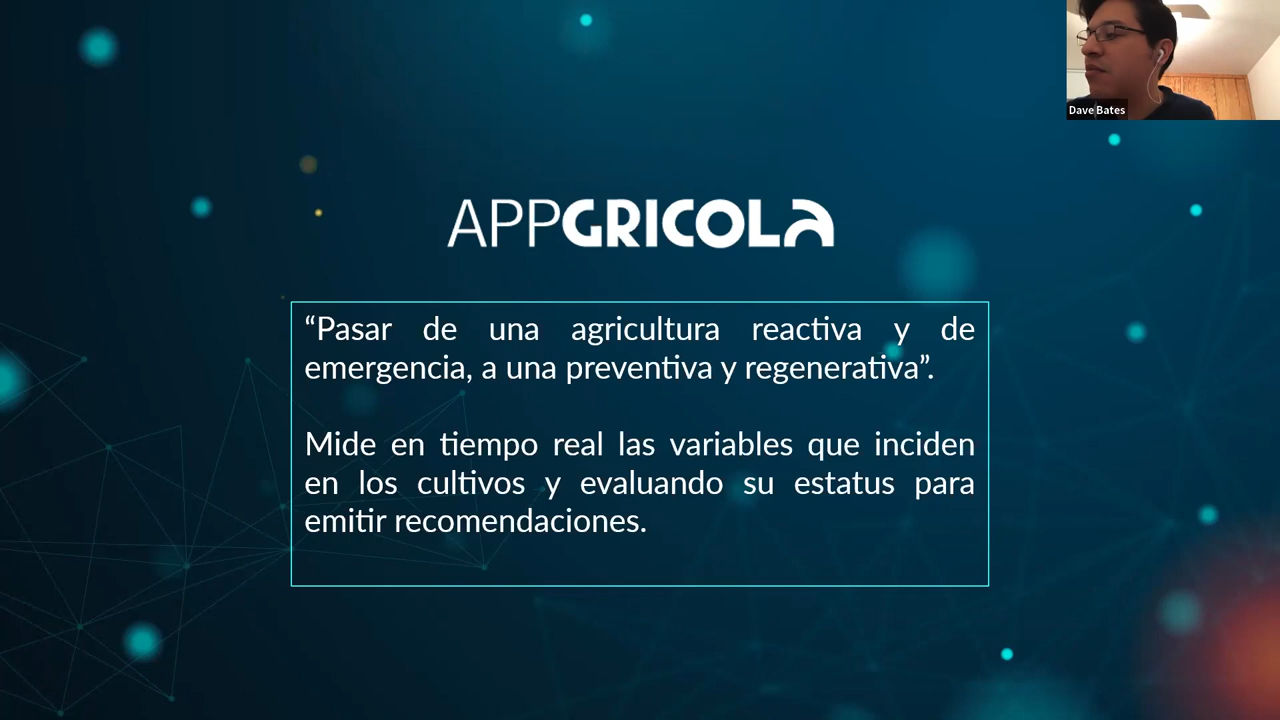 Dave Bates
APPGRICOLA
“Pasar de una agricultura reactiva y de
emergencia, a una preventiva y regenerativa”.
Mide en tiempo real las variables que inciden
en los cultivos y evaluando su estatus para
emitir recomendaciones.